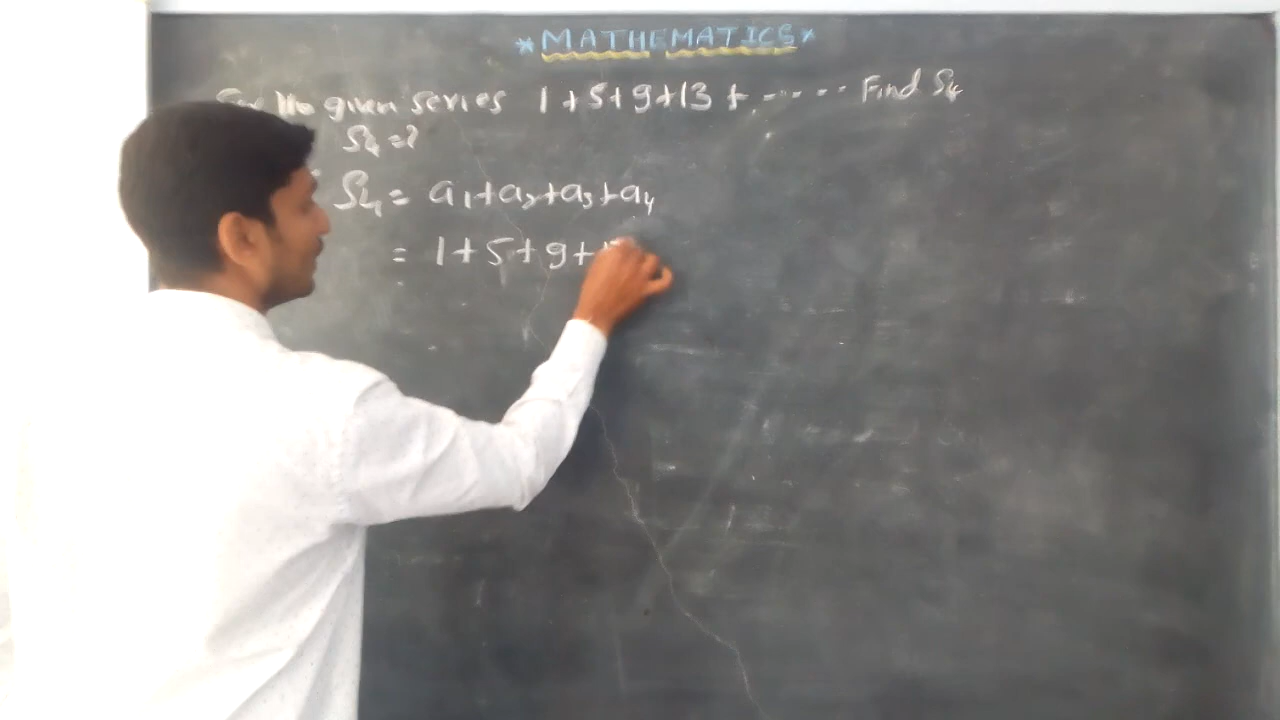 * MATHEMATICS *
given series 1 + 5 + 9 + 13 + ...... Find S₄
S₄ = ?
S₄ = a₁ + a₂ + a₃ + a₄
= 1 + 5 + 9 +